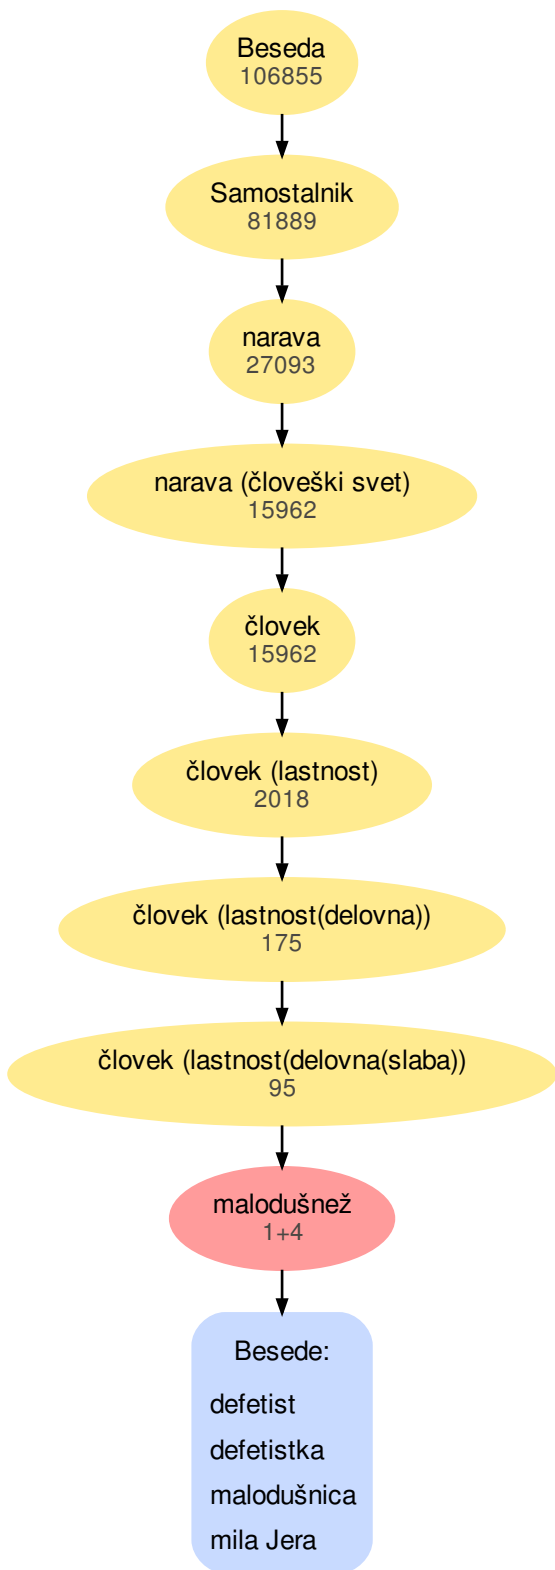 Beseda
106855
Samostalnik
81889
narava
27093
narava (človeški svet)
15962
človek
15962
človek (lastnost)
2018
človek (lastnost(delovna))
175
človek (lastnost(delovna(slaba))
95
malodušnež
1+4
Besede:
defetist
defetistka
malodušnica
mila Jera